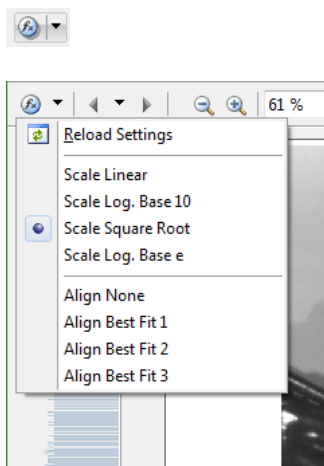 61 %
Reload Settings
Scale Linear
Scale Log. Base 10
Scale Square Root
Scale Log. Base e
Align None
Align Best Fit 1
Align Best Fit 2
Align Best Fit 3